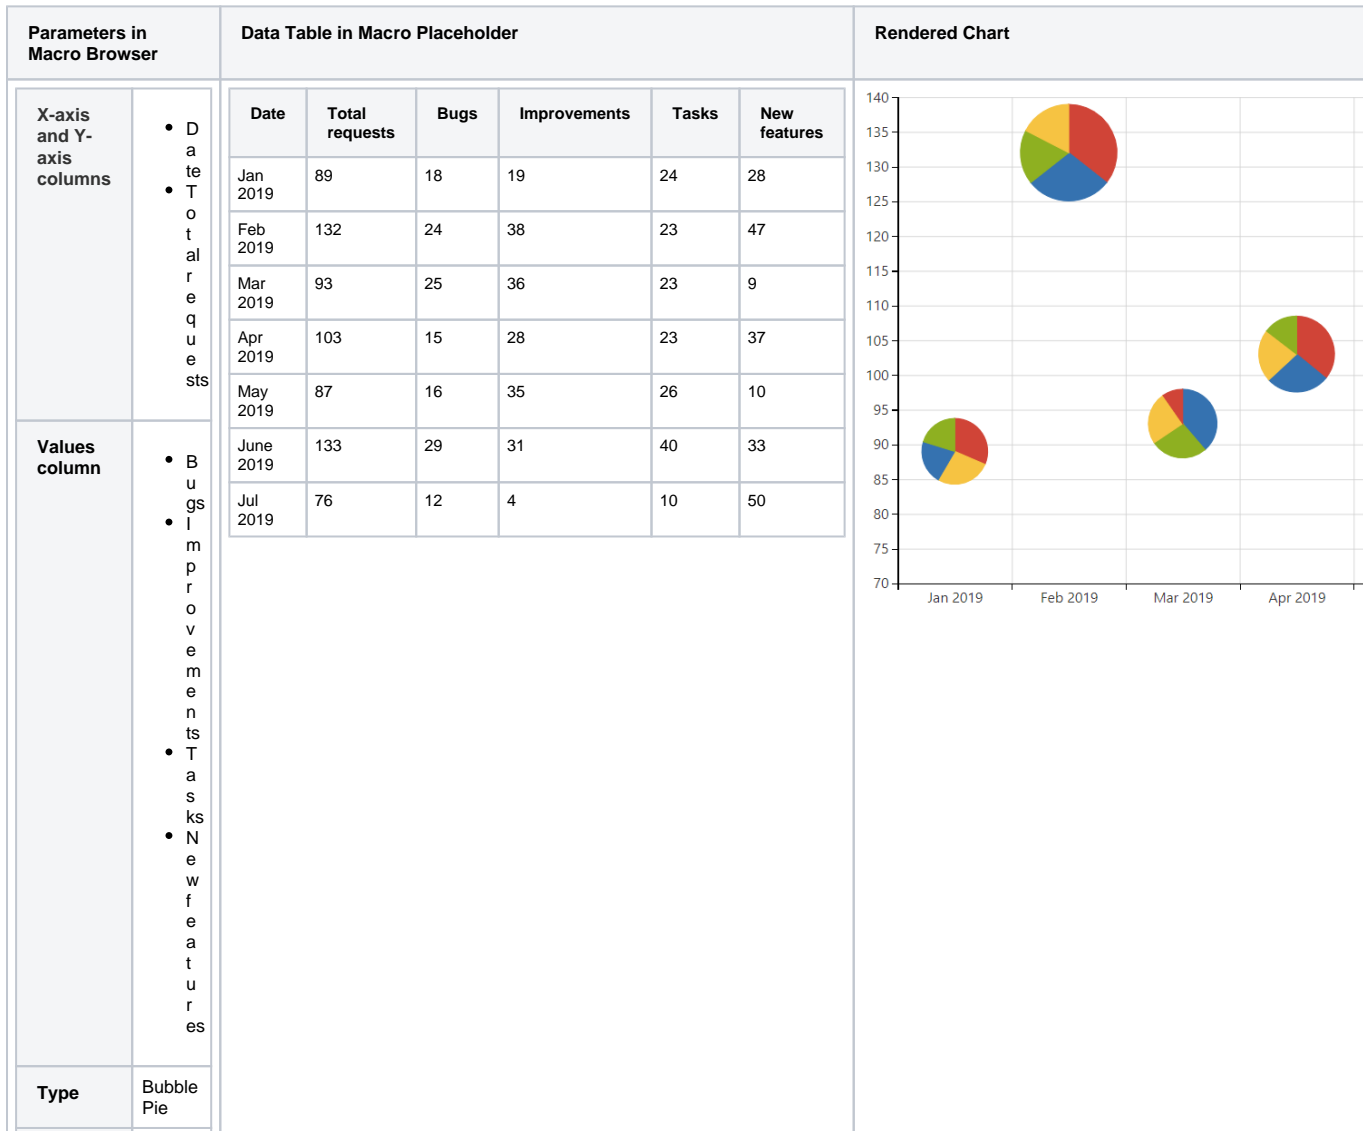 Parameters in
Macro Browser
Data Table in Macro Placeholder
Rendered Chart
X-axis
and Y-
axis
columns
• D
a
te
• T
o
t
al
r
e
q
u
e
sts
Values
column
• B
u
gs
• I
m
p
r
o
v
e
m
e
n
ts
• T
a
s
ks
• N
e
w
f
e
a
t
u
r
es
Type
Bubble
Pie
Date Total requests Bugs Improvements Tasks New features
Jan 2019 89 18 19 24 28
Feb 2019 132 24 38 23 47
Mar 2019 93 25 36 23 9
Apr 2019 103 15 28 23 37
May 2019 87 16 35 26 10
June 2019 133 29 31 40 33
Jul 2019 76 12 4 10 50
140
135
130
125
120
115
110
105
100
95
90
85
80
75
70
Jan 2019 Feb 2019 Mar 2019 Apr 2019